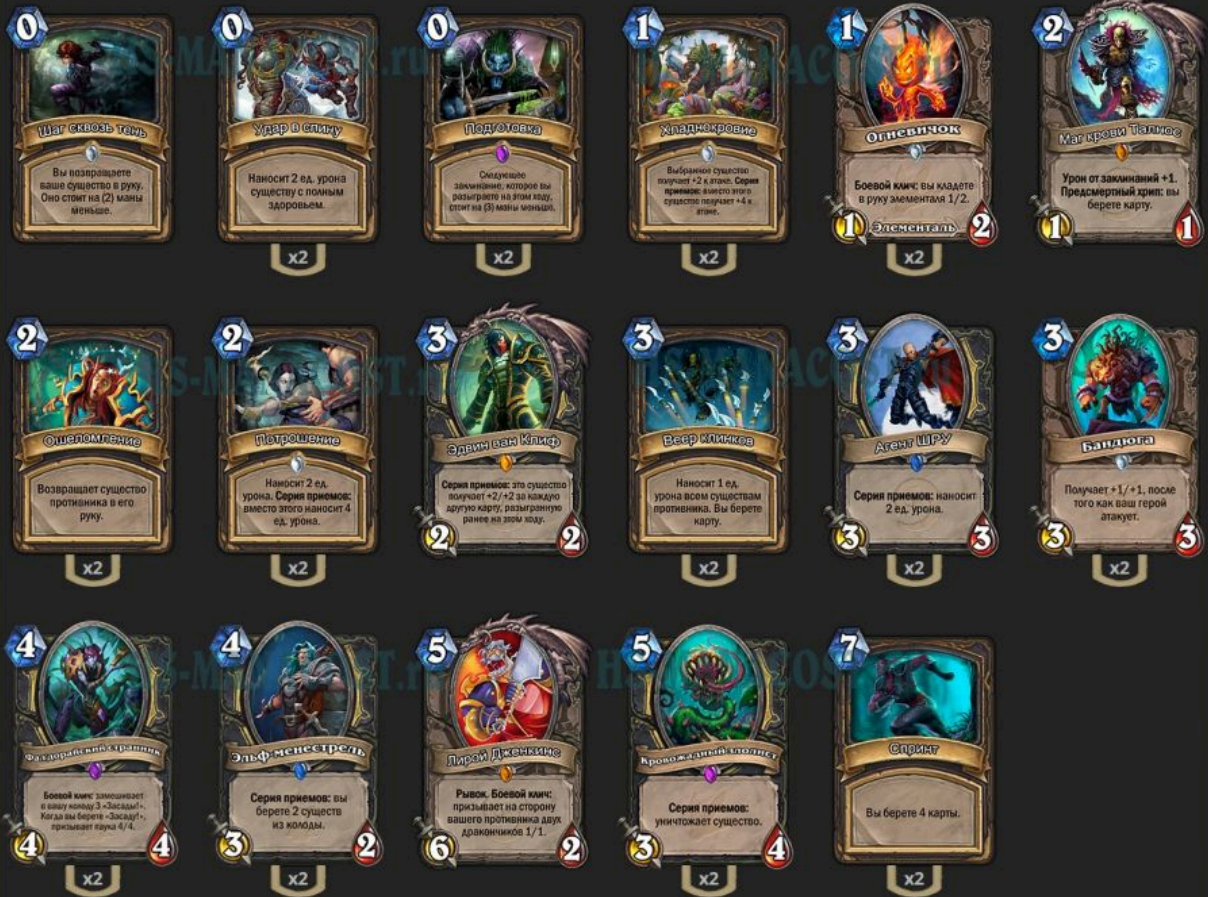 0
Шаг сквозь тень
Вы возвращаете
ваше существо в руку.
Оно стоит на (2) маны
меньше.
0
Удар в спину
Наносит 2 ед. урона
существу с полным
здоровьем.
x2
0
Подготовка
Следующее
заклинание, которое вы
разыграете на этом ходу,
стоит на (3) маны меньше.
x2
1
Хладнокровие
Выбранное существо
получает +2 к атаке. Серия
приемов: вместо этого
существо получает +4 к
атаке.
x2
1
Огневичок
Боевой клич: вы кладете
в руку элементаля 1/2.
1 Элементаль 2
x2
2
Маг крови Талнос
Урон от заклинаний +1.
Предсмертный хрип: вы
берете карту.
1 1
2
Ошеломление
Возвращает существо
противника в его
руку.
x2
2
Потрошение
Наносит 2 ед.
урона. Серия приемов:
вместо этого наносит 4
ед. урона.
x2
3
Эдвин ван Клиф
Серия приемов: это существо
получает +2/+2 за каждую
другую карту, разыгранную
ранее на этом ходу.
2 2
3
Веер клинков
Наносит 1 ед.
урона всем существам
противника. Вы берете
карту.
x2
3
Агент ШРУ
Серия приемов: наносит
2 ед. урона.
3 3
x2
3
Бандюга
Получает +1/+1, после
того как ваш герой
атакует.
3 3
x2
4
Фалдорайский странник
Боевой клич: замешивает
в вашу колоду 3 «Засады!».
Когда вы берете «Засаду!»,
призывает паука 4/4.
4 4
x2
4
Эльф-менестрель
Серия приемов: вы
берете 2 существ
из колоды.
3 2
x2
5
Лирой Дженкинс
Рывок. Боевой клич:
призывает на сторону
вашего противника двух
дракончиков 1/1.
6 2
5
Кровожадный злолист
Серия приемов:
уничтожает существо.
3 4
x2
7
Спринт
Вы берете 4 карты.
x2